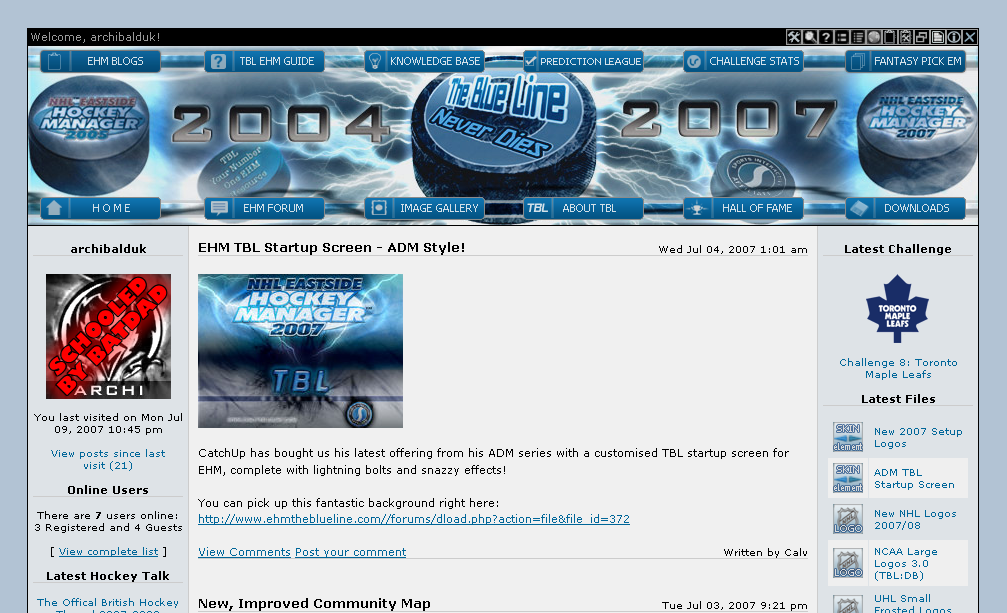 Welcome, archibalduk!
EHM BLOGS
TBL EHM GUIDE
KNOWLEDGE BASE
PREDICTION LEAGUE
CHALLENGE STATS
FANTASY PICK EM
NHL EASTSIDE
HOCKEY
MANAGER
2005
2004
The Blue Line
Never Dies
2007
NHL EASTSIDE
HOCKEY
MANAGER
2007
TBL
Your Number
One EHM
Resource
SPORTS INTERACTIVE
HOME
EHM FORUM
IMAGE GALLERY
TBL ABOUT TBL
HALL OF FAME
DOWNLOADS
archibalduk
SCHOOLED
BY BATDAD
ARCHI
You last visited on Mon Jul
09, 2007 10:45 pm
View posts since last
visit (21)
Online Users
There are 7 users online:
3 Registered and 4 Guests
[ View complete list ]
Latest Hockey Talk
The Offical British Hockey
EHM TBL Startup Screen - ADM Style!
Wed Jul 04, 2007 1:01 am
NHL EASTSIDE
HOCKEY
MANAGER
2007
TBL
CatchUp has bought us his latest offering from his ADM series with a customised TBL startup screen for
EHM, complete with lightning bolts and snazzy effects!
You can pick up this fantastic background right here:
http://www.ehmtheblueline.com//forums/dload.php?action=file&file_id=372
View Comments Post your comment
Written by Calv
New, Improved Community Map
Tue Jul 03, 2007 9:21 pm
Latest Challenge
TORONTO
MAPLE
LEAFS
Challenge 8: Toronto
Maple Leafs
Latest Files
SKIN
element
New 2007 Setup
Logos
SKIN
element
ADM TBL
Startup Screen
LOGO
New NHL Logos
2007/08
LOGO
NCAA Large
Logos 3.0
(TBL:DB)
LOGO
UHL Small
Frosted Logos